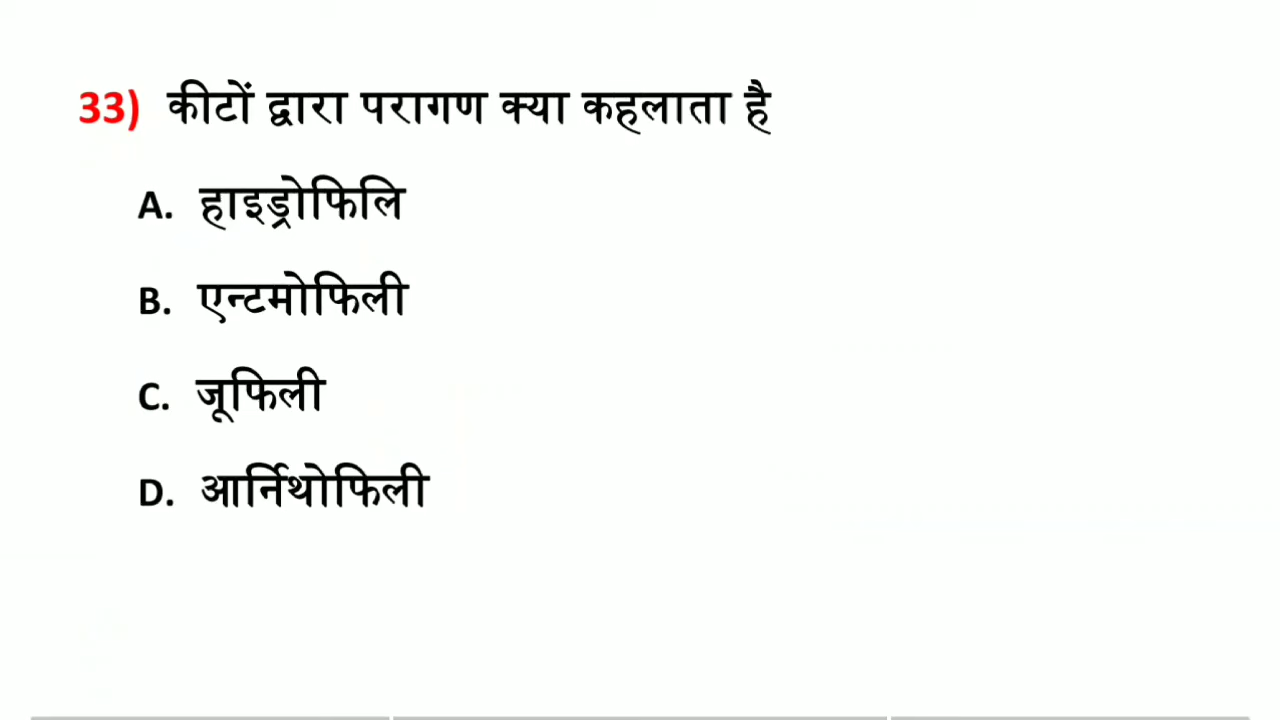 33) कीटों द्वारा परागण क्या कहलाता है
A. हाइड्रोफिलि
B. एन्टमोफिली
C. जूफिली
D. आर्निथोफिली